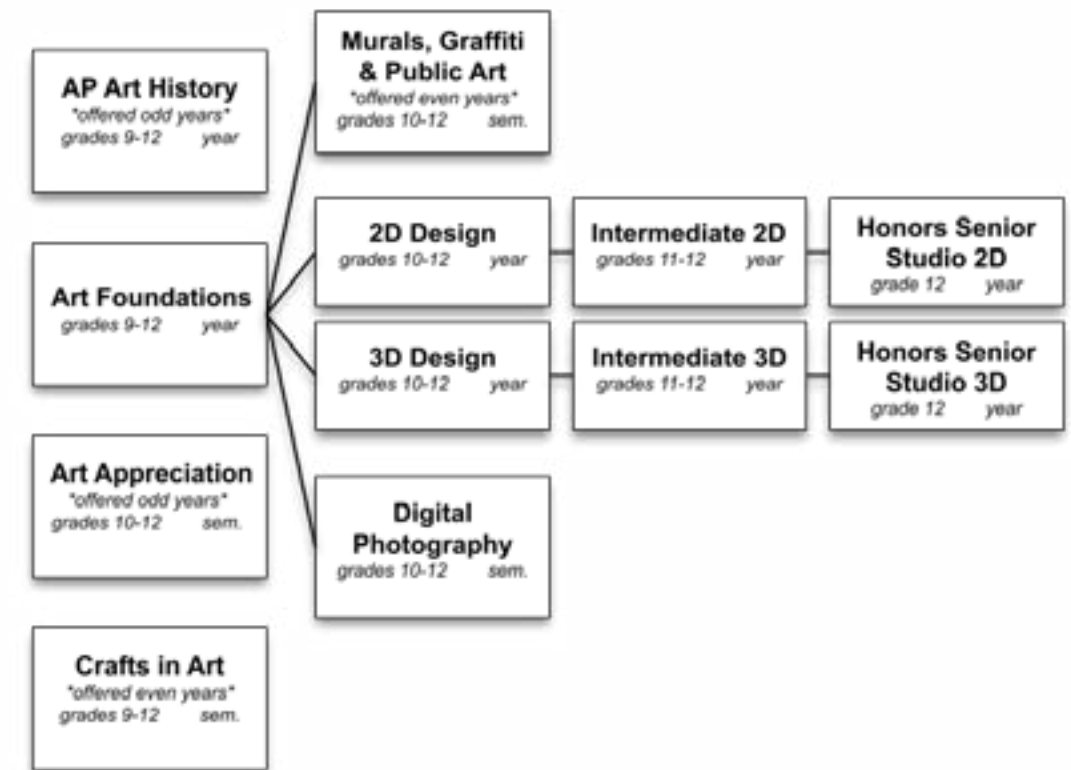 AP Art History
*offered odd years*
grades 9-12 year
Art Foundations
grades 9-12 year
Art Appreciation
*offered odd years*
grades 10-12 sem.
Crafts in Art
*offered even years*
grades 9-12 sem.
Murals, Graffiti
& Public Art
*offered even years*
grades 10-12 sem.
2D Design
grades 10-12 year
Intermediate 2D
grades 11-12 year
Honors Senior
Studio 2D
grade 12 year
3D Design
grades 10-12 year
Intermediate 3D
grades 11-12 year
Honors Senior
Studio 3D
grade 12 year
Digital
Photography
grades 10-12 sem.